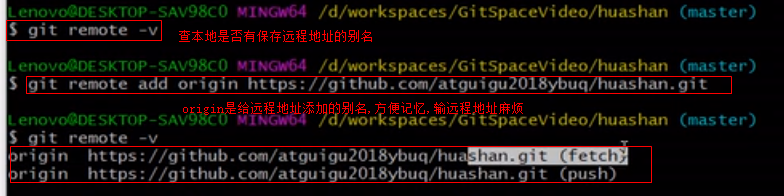 Lenovo@DESKTOP-SAV98C0 MINGW64 /d/workspaces/GitSpaceVideo/huashan (master)
$ git remote -v 查本地是否有保存远程地址的别名
Lenovo@DESKTOP-SAV98C0 MINGW64 /d/workspaces/GitSpaceVideo/huashan (master)
$ git remote add origin https://github.com/atguigu2018ybuq/huashan.git
origin是给远程地址添加的别名,方便记忆,输远程地址麻烦
Lenovo@DESKTOP-SAV98C0 MINGW64 /d/workspaces/GitSpaceVideo/huashan (master)
$ git remote -v
origin https://github.com/atguigu2018ybuq/huashan.git (fetch)
origin https://github.com/atguigu2018ybuq/huashan.git (push)